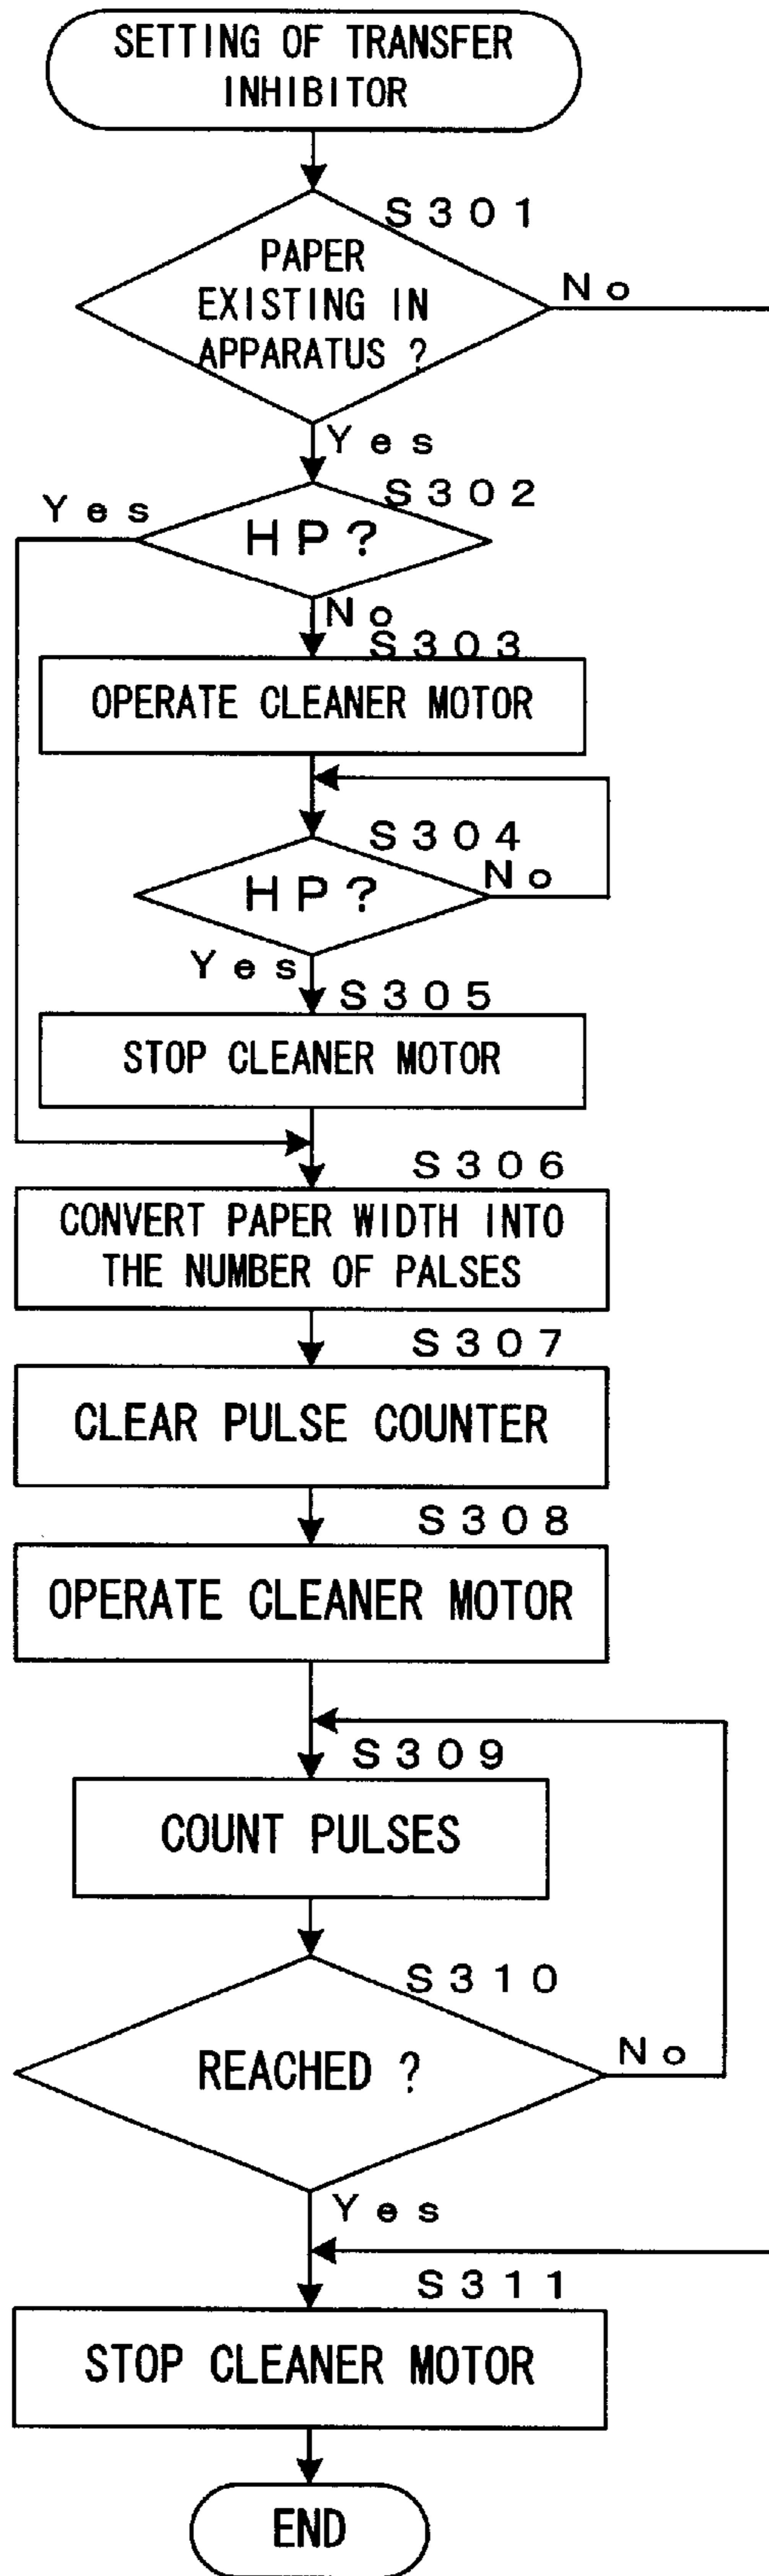 SETTING OF TRANSFER
INHIBITOR
S301
PAPER
EXISTING IN
APPARATUS ?
No
Yes
S302
Yes
HP?
No
S303
OPERATE CLEANER MOTOR
S304
HP?
No
Yes
S305
STOP CLEANER MOTOR
S306
CONVERT PAPER WIDTH INTO
THE NUMBER OF PALSES
S307
CLEAR PULSE COUNTER
S308
OPERATE CLEANER MOTOR
S309
COUNT PULSES
S310
REACHED ?
No
Yes
S311
STOP CLEANER MOTOR
END